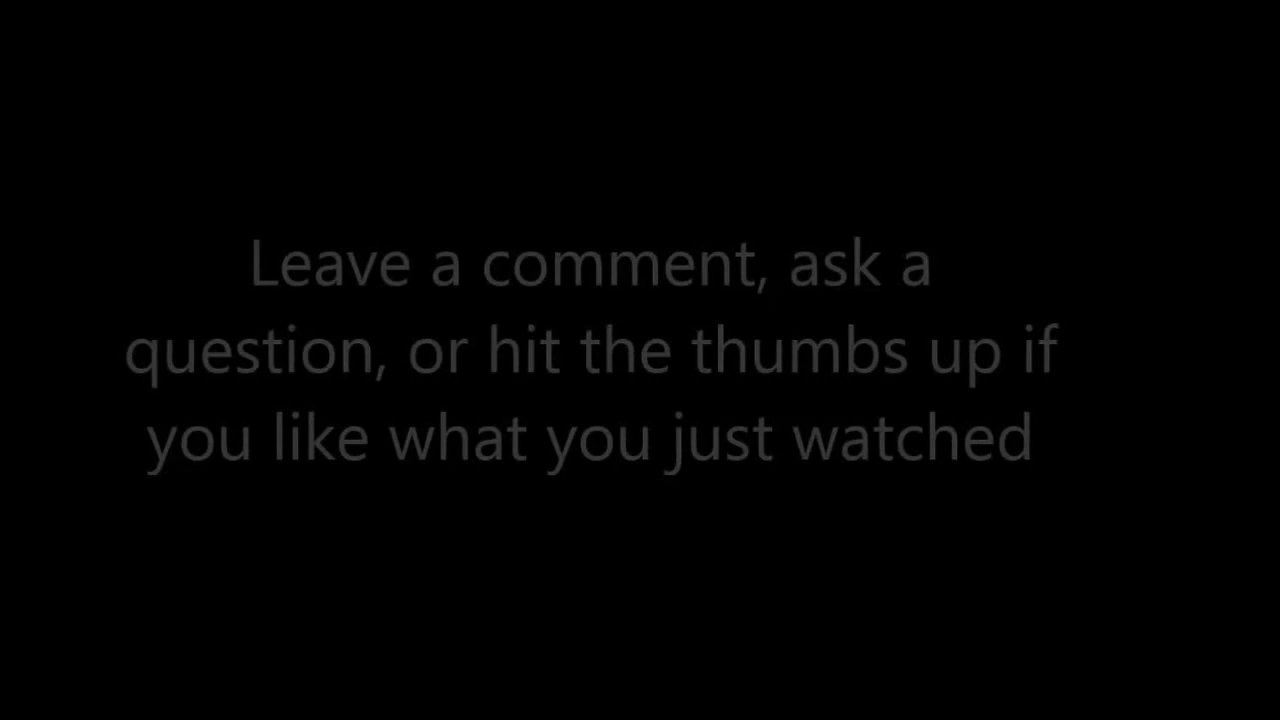 Leave a comment, ask a
question, or hit the thumbs up if
you like what you just watched